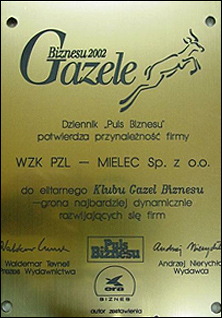 Biznesu 2002
Gazele
Dziennik „Puls Biznesu"
potwierdza przynależność firmy
WZK PZL — MIELEC Sp. z o.o.
do elitarnego Klubu Gazel Biznesu
—grona najbardziej dynamicznie
rozwijających się firm
Puls
Biznesu
Waldemar Tevnell
Prezes Wydawnictwa
Andrzej Nierychło
Wydawca
era
BIZNES
autor zestawienia